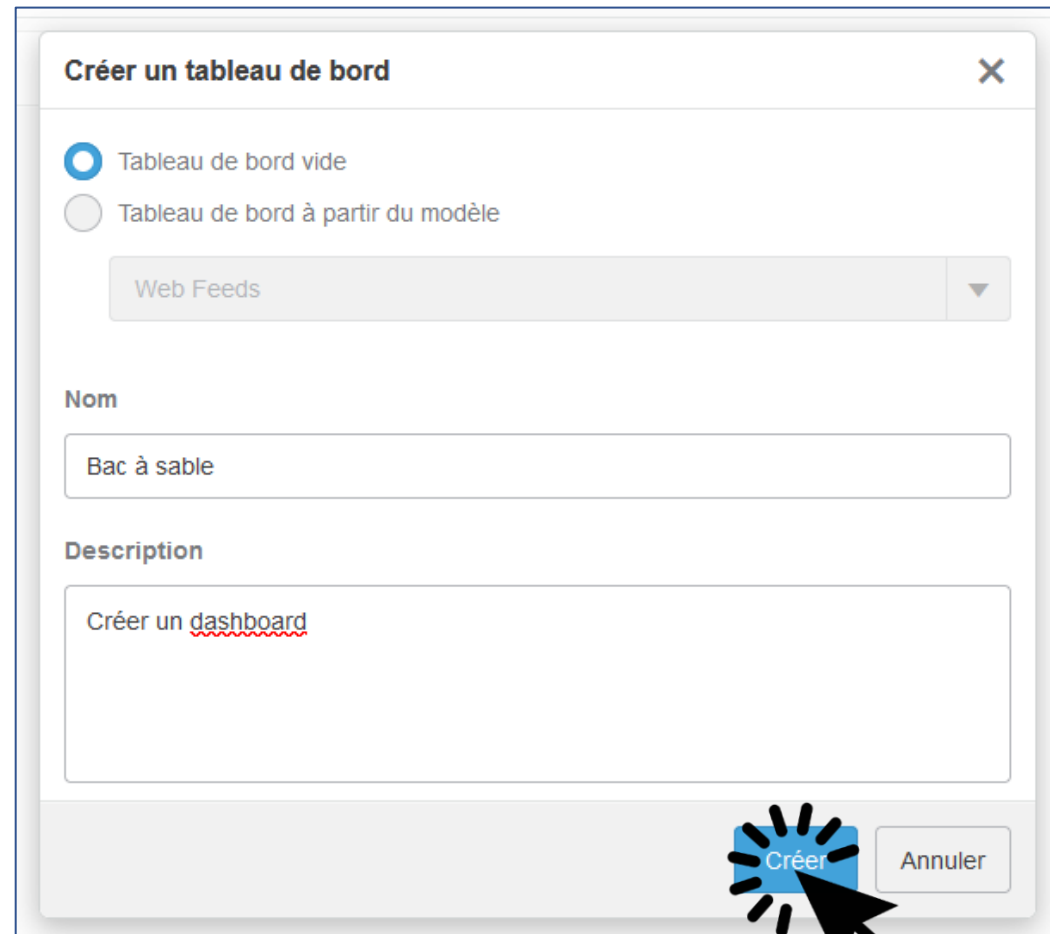 Créer un tableau de bord
Tableau de bord vide
Tableau de bord à partir du modèle
Web Feeds
Nom
Bac à sable
Description
Créer un dashboard
Créer
Annuler